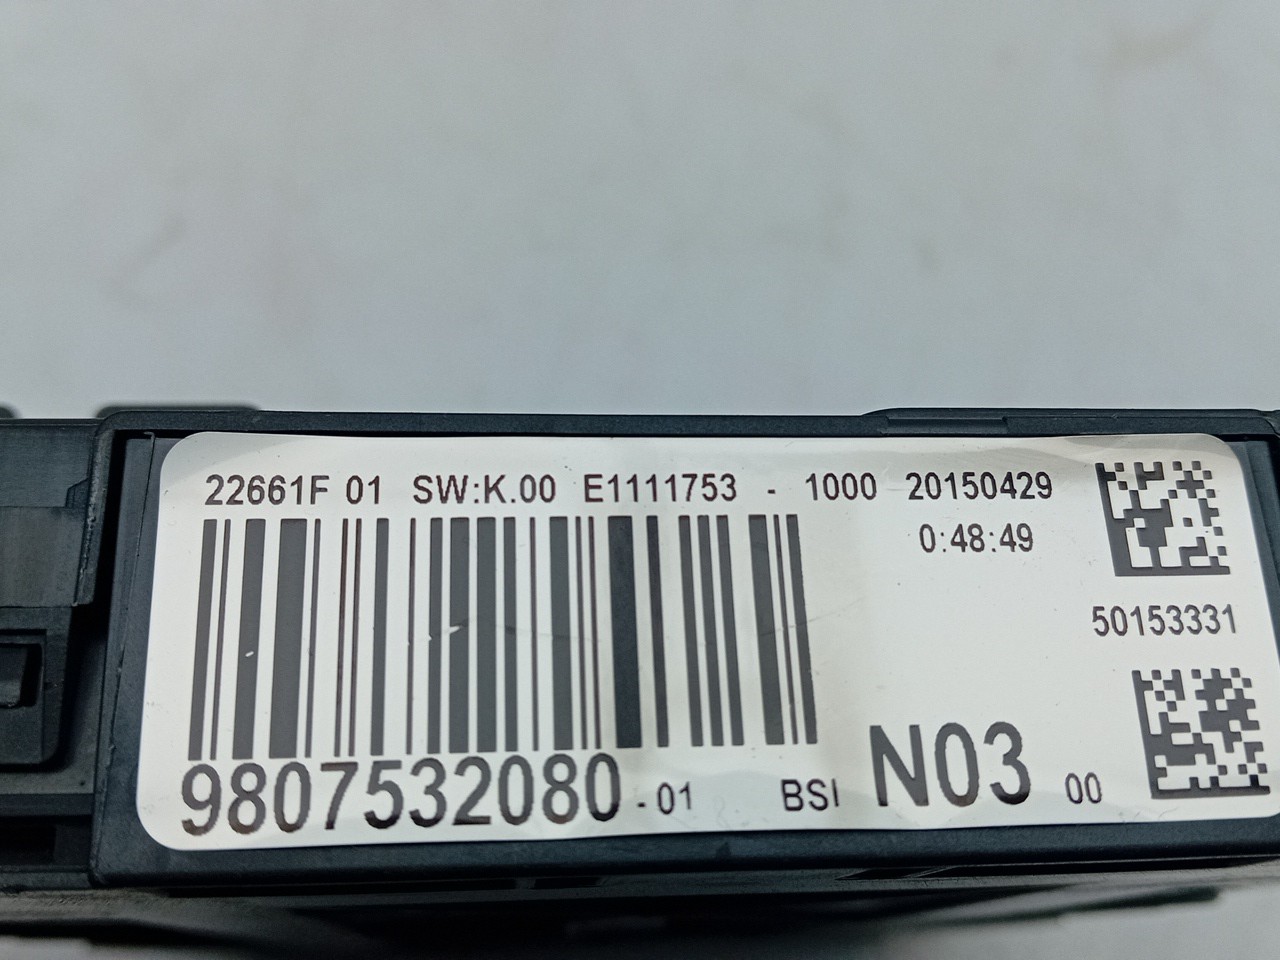 22661F 01 SW:K.00 E1111753 - 1000 20150429
0:48:49
50153331
9807532080 - 01 BSI N03 00